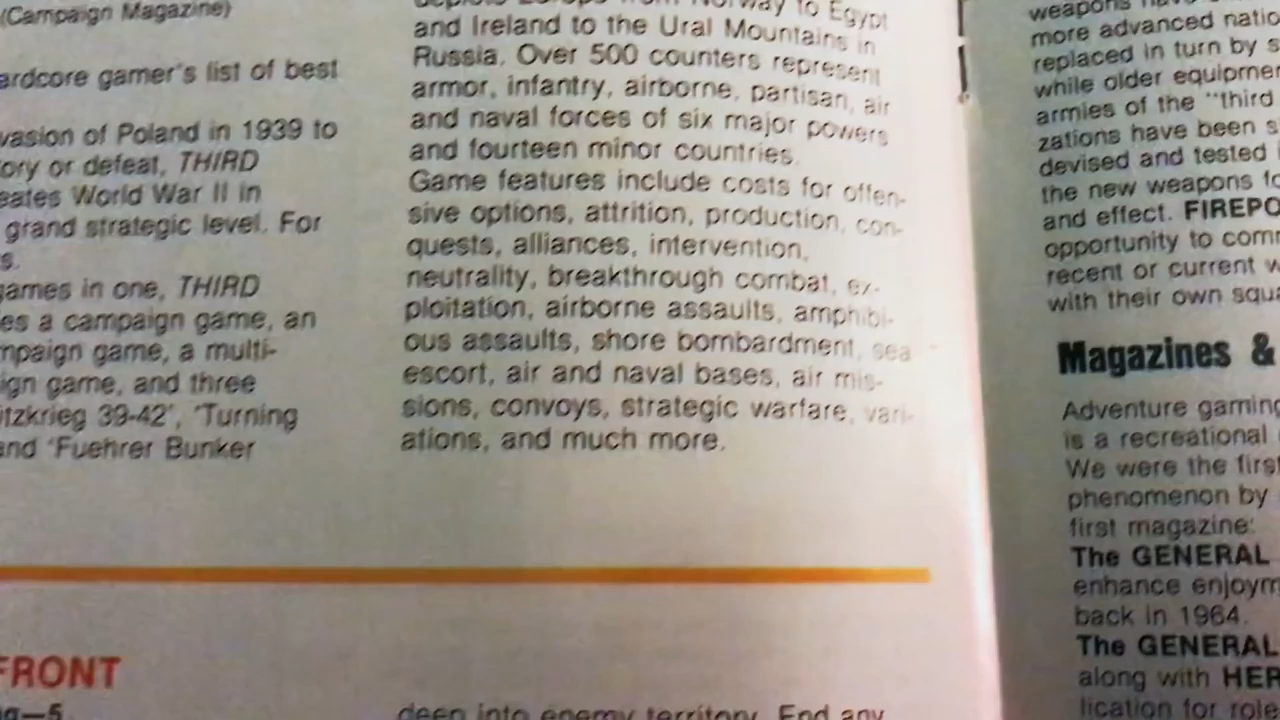 (Campaign Magazine)
ardcore gamer's list of best
vasion of Poland in 1939 to
ory or defeat, THIRD
eates World War II in
grand strategic level. For
s.
games in one, THIRD
es a campaign game, an
mpaign game, a multi-
ign game, and three
itzkrieg 39-42', 'Turning
and 'Fuehrer Bunker
FRONT
Norway to Egypt
and Ireland to the Ural Mountains in
Russia. Over 500 counters represent
armor, infantry, airborne, partisan, air
and naval forces of six major powers
and fourteen minor countries.
Game features include costs for offen-
sive options, attrition, production, con-
quests, alliances, intervention,
neutrality, breakthrough combat, ex-
ploitation, airborne assaults, amphibi-
ous assaults, shore bombardment, sea
escort, air and naval bases, air mis-
sions, convoys, strategic warfare, vari-
ations, and much more.
deep into enemy territory. End any
weapons
more advanced natio
replaced in turn by s
while older equipmen
armies of the "third
zations have been s
devised and tested
the new weapons fo
and effect. FIREPO
opportunity to com
recent or current w
with their own squa
Magazines &
Adventure gaming
is a recreational
We were the first
phenomenon by
first magazine:
The GENERAL
enhance enjoym
back in 1964.
The GENERAL
along with HER
lication for role